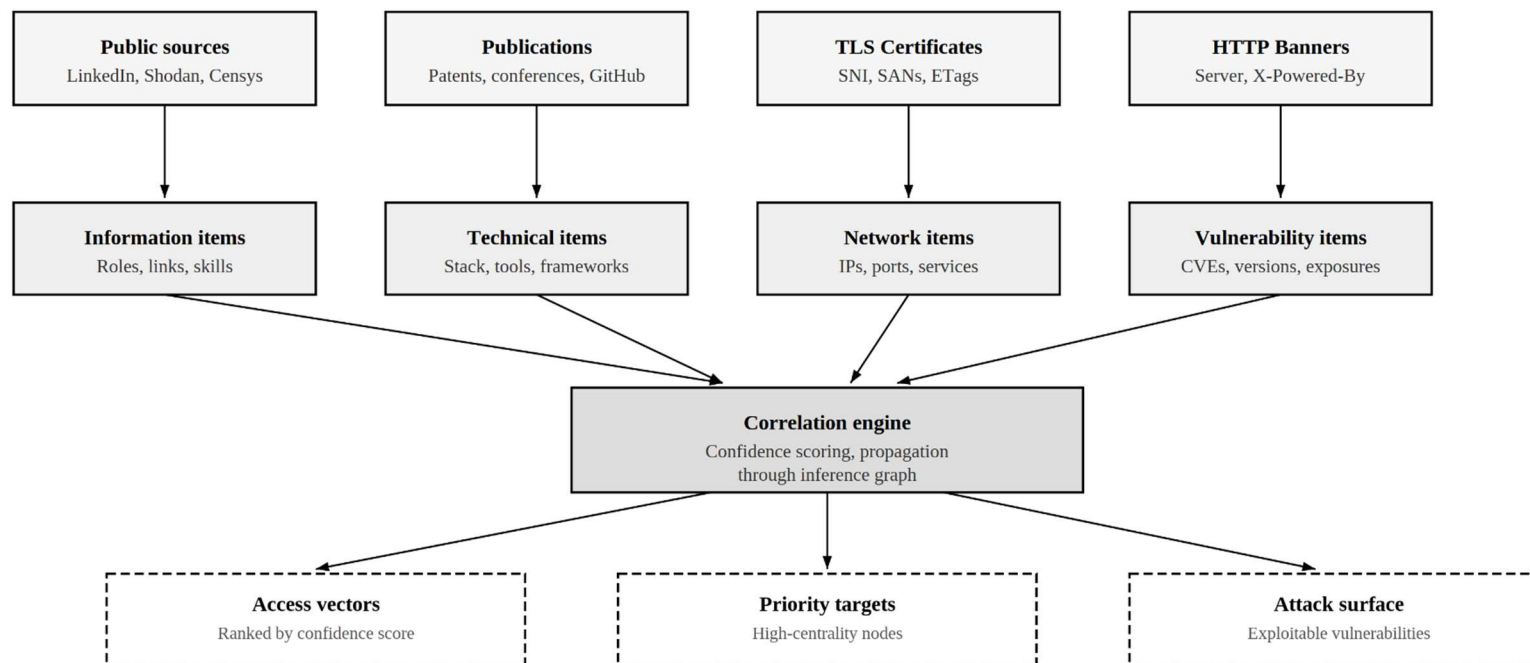 Public sources
LinkedIn, Shodan, Censys
Publications
Patents, conferences, GitHub
TLS Certificates
SNI, SANs, ETags
HTTP Banners
Server, X-Powered-By
Information items
Roles, links, skills
Technical items
Stack, tools, frameworks
Network items
IPs, ports, services
Vulnerability items
CVEs, versions, exposures
Correlation engine
Confidence scoring, propagation
through inference graph
Access vectors
Ranked by confidence score
Priority targets
High-centrality nodes
Attack surface
Exploitable vulnerabilities